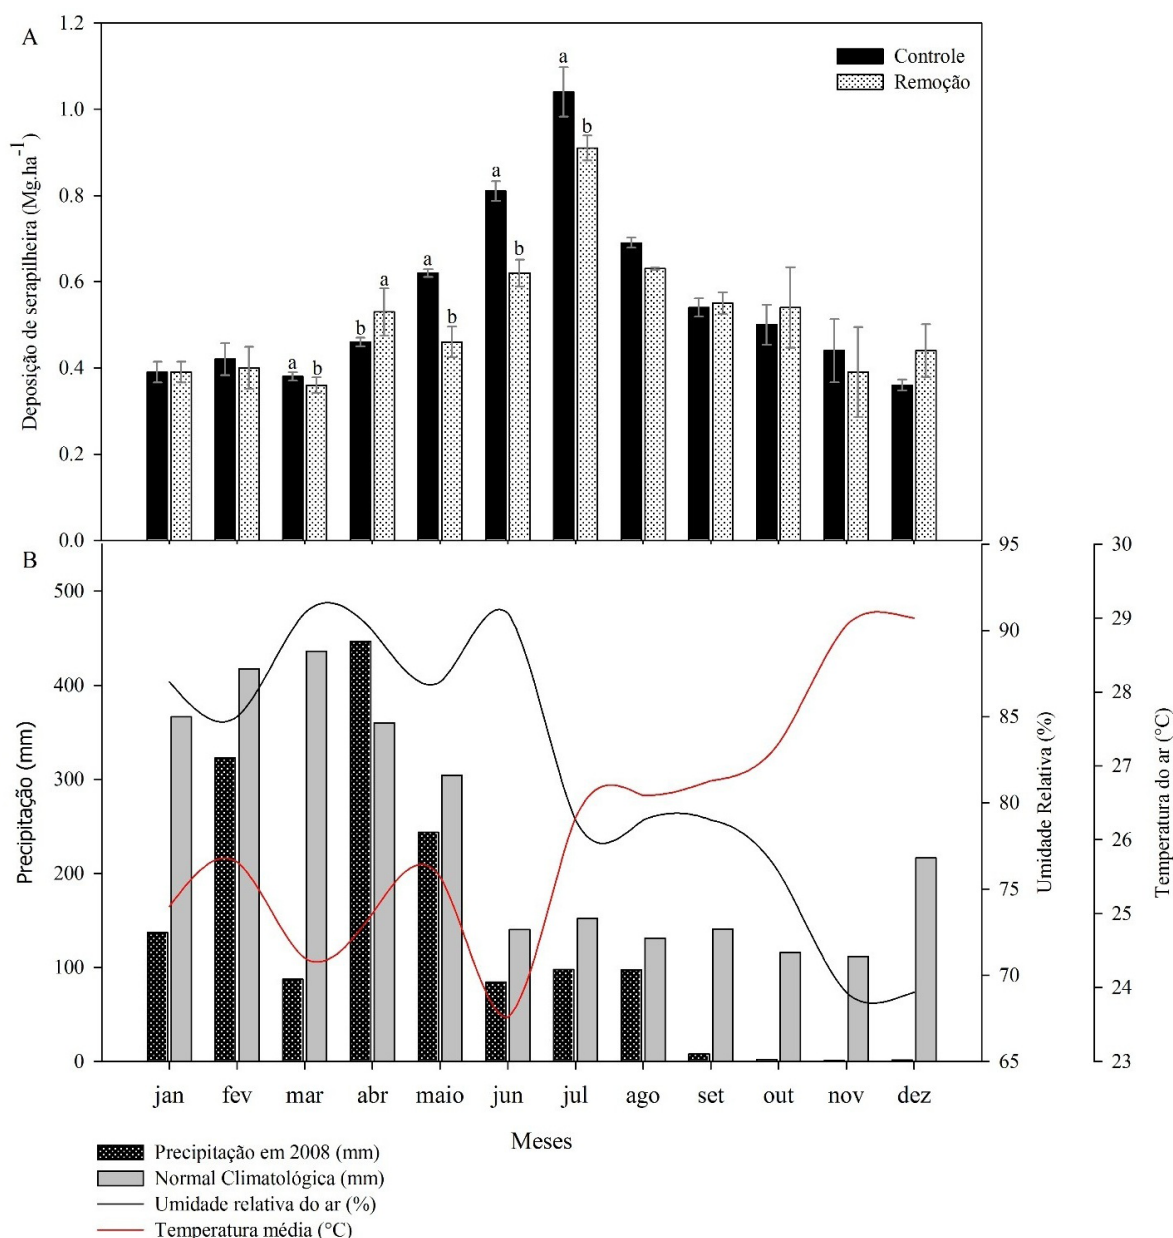 A
1.2
1.0
0.8
0.6
0.4
0.2
0.0
Deposição de serapilheira (Mg.ha⁻¹)
Controle
Remoção
a
b
b
a
a
b
a
b
a
b
B
500
400
300
200
100
0
Precipitação (mm)
95
90
85
80
75
70
65
Umidade Relativa (%)
30
29
28
27
26
25
24
23
Temperatura do ar (°C)
jan fev mar abr maio jun jul ago set out nov dez
Meses
Precipitação em 2008 (mm)
Normal Climatológica (mm)
Umidade relativa do ar (%)
Temperatura média (°C)